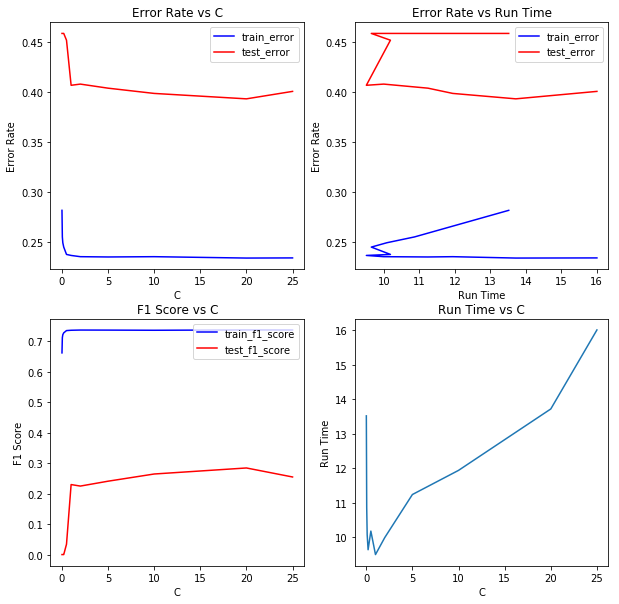 Error Rate vs C
0.45
0.40
0.35
0.30
0.25
Error Rate
train_error
test_error
0
5
10
15
20
25
C
Error Rate vs Run Time
0.45
0.40
0.35
0.30
0.25
Error Rate
train_error
test_error
10
11
12
13
14
15
16
Run Time
F1 Score vs C
0.7
0.6
0.5
0.4
0.3
0.2
0.1
0.0
F1 Score
train_f1_score
test_f1_score
0
5
10
15
20
25
C
Run Time vs C
16
15
14
13
12
11
10
Run Time
0
5
10
15
20
25
C